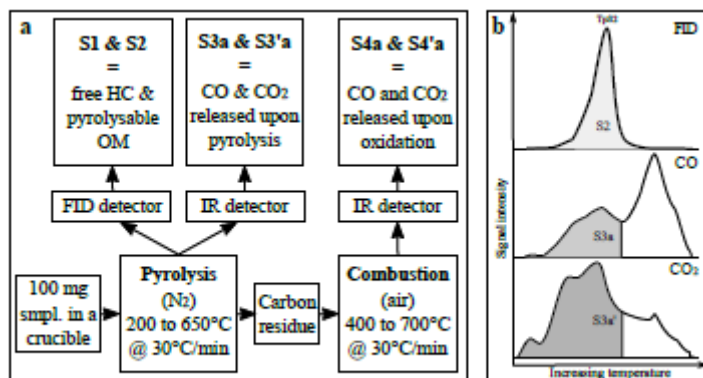 a
S1 & S2
=
free HC &
pyrolysable
OM
S3a & S3'a
=
CO & CO2
released upon
pyrolysis
S4a & S4'a
=
CO and CO2
released upon
oxidation
FID detector
IR detector
IR detector
100 mg
smpl. in a
crucible
Pyrolysis
(N2)
200 to 650°C
@ 30°C/min
Carbon
residue
Combustion
(air)
400 to 700°C
@ 30°C/min
b
FID
S2
CO
S3a
CO2
S3a'
Signal intensity
Increasing temperature